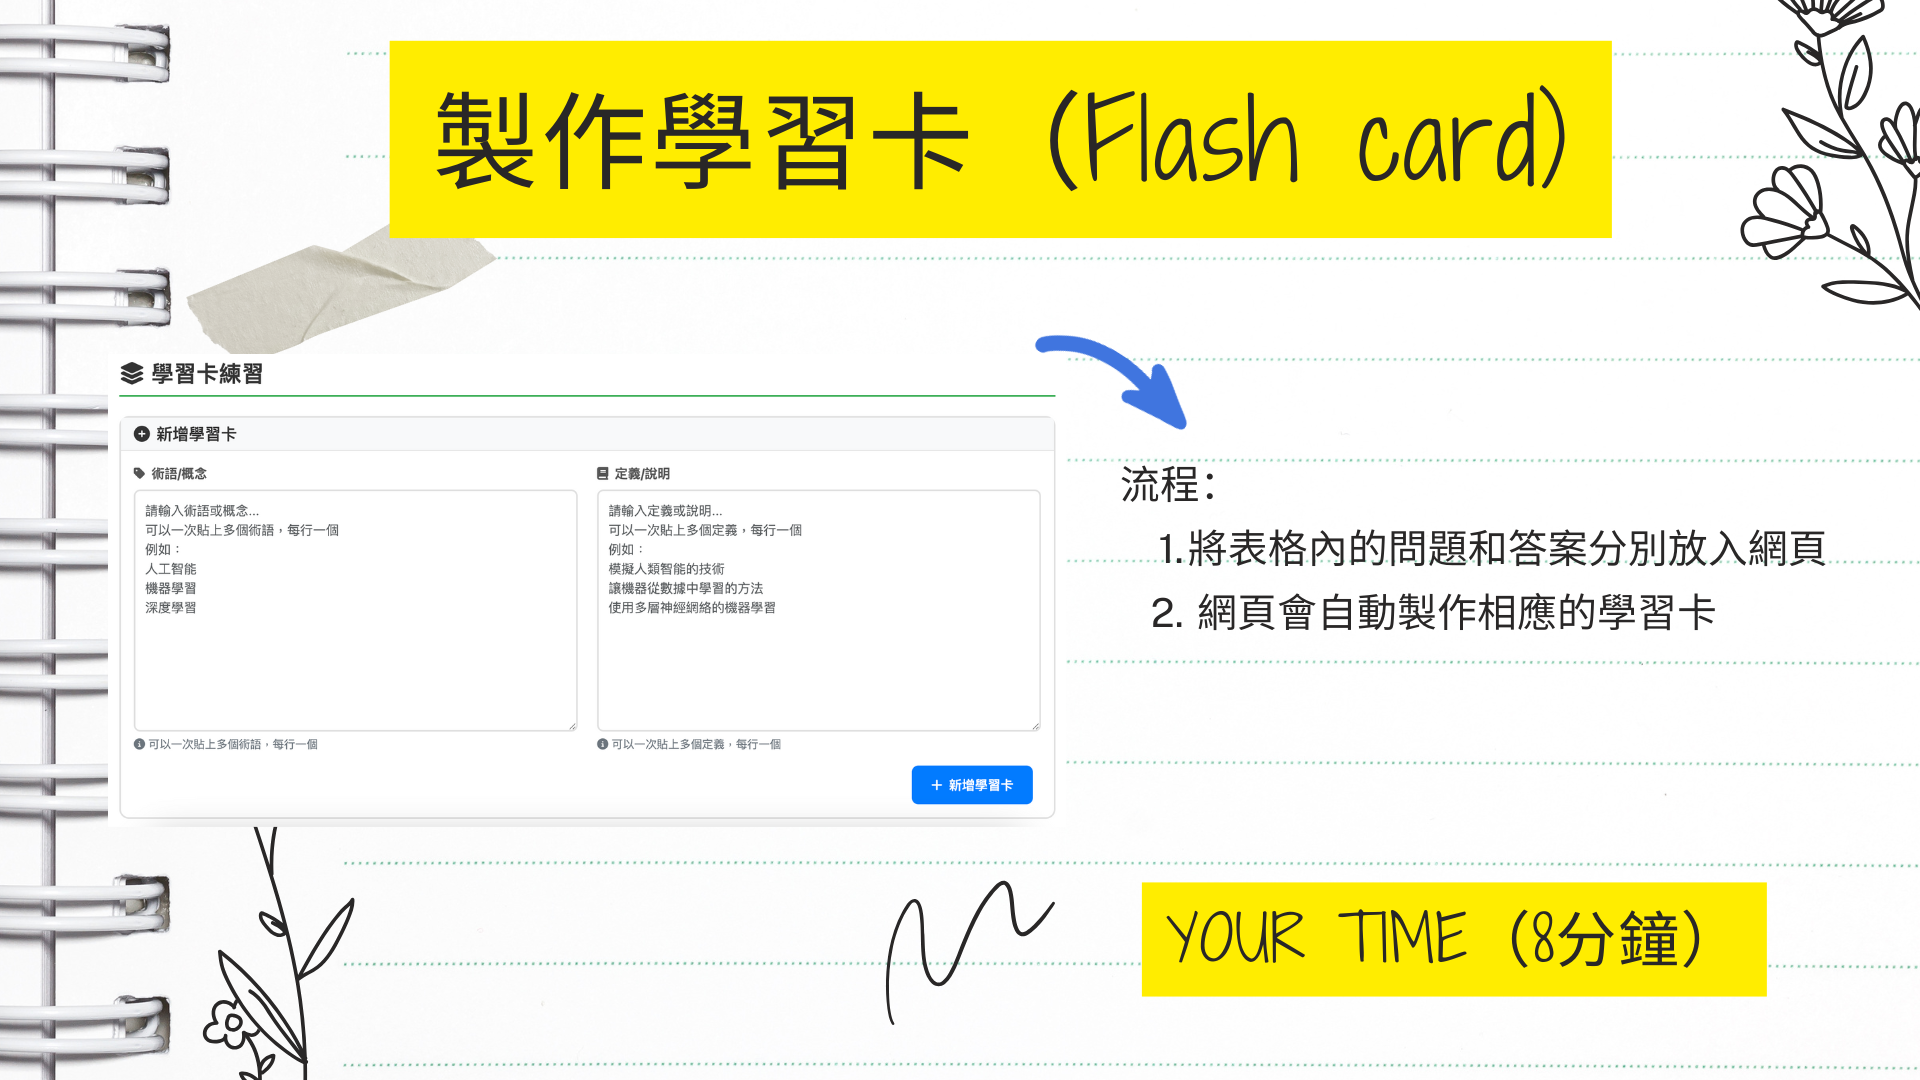 製作學習卡 (Flash card)
學習卡練習
新增學習卡
術語/概念
請輸入術語或概念...
可以一次貼上多個術語，每行一個
例如：
人工智能
機器學習
深度學習
可以一次貼上多個術語，每行一個
定義/說明
請輸入定義或說明...
可以一次貼上多個定義，每行一個
例如：
模擬人類智能的技術
讓機器從數據中學習的方法
使用多層神經網絡的機器學習
可以一次貼上多個定義，每行一個
新增學習卡
流程：
1.將表格內的問題和答案分別放入網頁
2. 網頁會自動製作相應的學習卡
YOUR TIME (8分鐘)